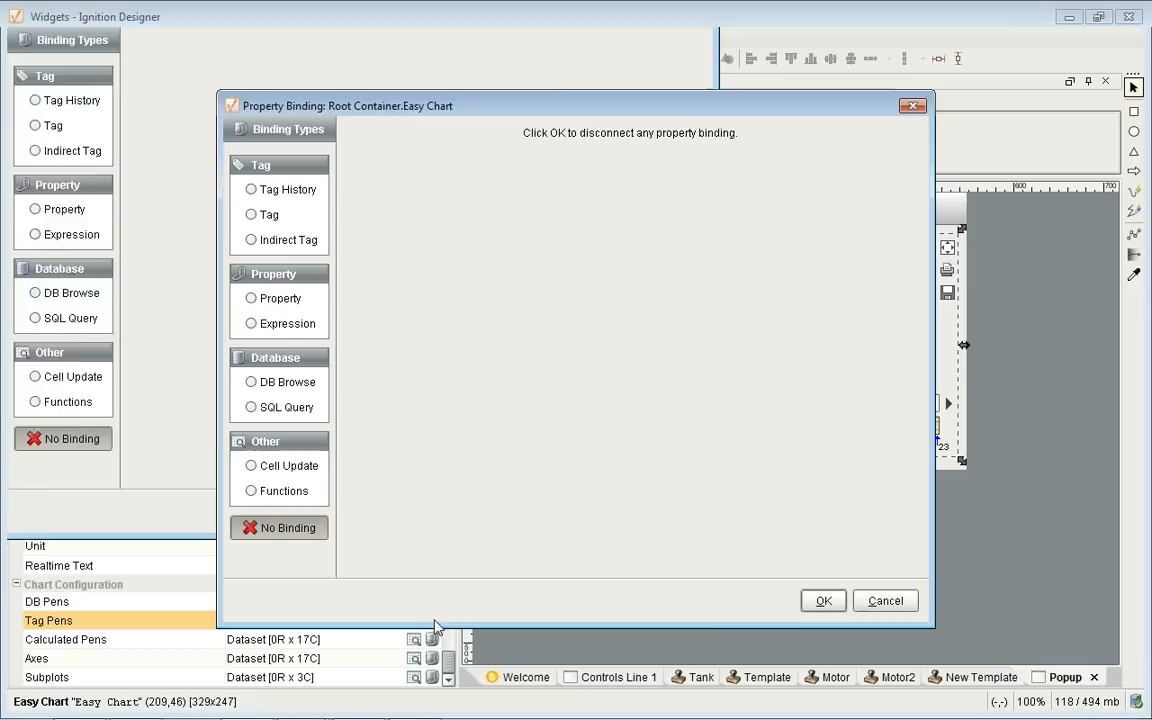 Widgets - Ignition Designer
Binding Types
Tag
Tag History
Tag
Indirect Tag
Property
Property
Expression
Database
DB Browse
SQL Query
Other
Cell Update
Functions
No Binding
Property Binding: Root Container.Easy Chart
Binding Types
Click OK to disconnect any property binding.
Tag
Tag History
Tag
Indirect Tag
Property
Property
Expression
Database
DB Browse
SQL Query
Other
Cell Update
Functions
No Binding
OK
Cancel
600
700
23
Unit
Realtime Text
Chart Configuration
DB Pens
Tag Pens
Calculated Pens Dataset [0R x 17C]
Axes Dataset [0R x 17C]
Subplots Dataset [0R x 3C]
Welcome Controls Line 1 Tank Template Motor Motor2 New Template Popup
Easy Chart "Easy Chart" (209,46) [329x247] (-,-) 100% 118 / 494 mb